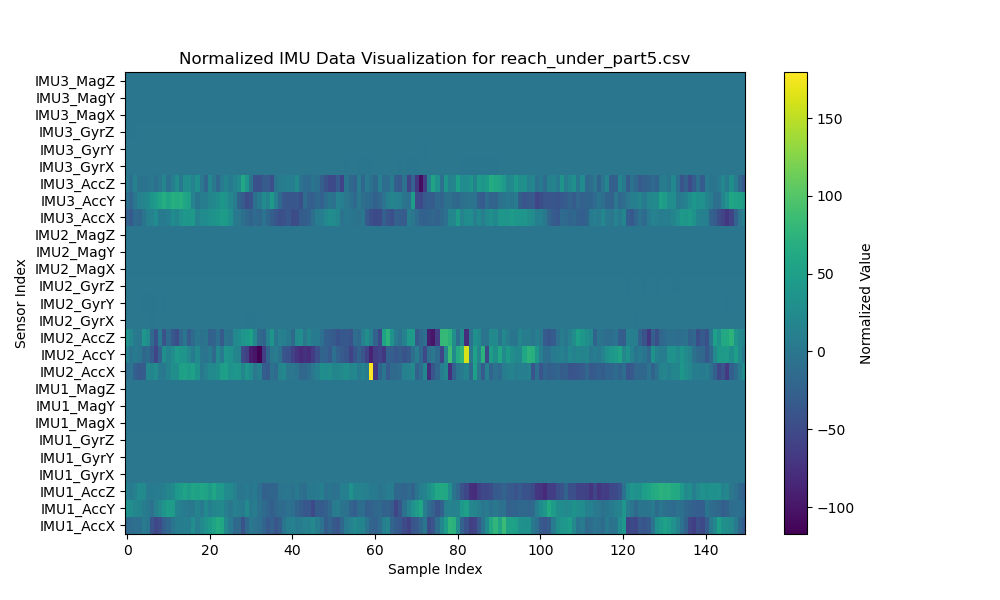 Normalized IMU Data Visualization for reach_under_part5.csv
IMU3_MagZ
IMU3_MagY
IMU3_MagX
IMU3_GyrZ
IMU3_GyrY
IMU3_GyrX
IMU3_AccZ
IMU3_AccY
IMU3_AccX
IMU2_MagZ
IMU2_MagY
IMU2_MagX
IMU2_GyrZ
IMU2_GyrY
IMU2_GyrX
IMU2_AccZ
IMU2_AccY
IMU2_AccX
IMU1_MagZ
IMU1_MagY
IMU1_MagX
IMU1_GyrZ
IMU1_GyrY
IMU1_GyrX
IMU1_AccZ
IMU1_AccY
IMU1_AccX
Sensor Index
0 20 40 60 80 100 120 140
Sample Index
150
100
50
0
−50
−100
Normalized Value